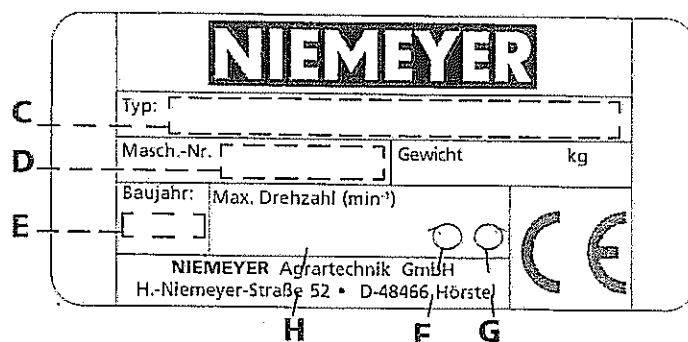 NIEMEYER
C
Typ:
D
Masch.-Nr.
Gewicht kg
E
Baujahr:
Max. Drehzahl (min⁻¹)
CE
NIEMEYER Agrartechnik GmbH
H.-Niemeyer-Straße 52 • D-48466 Hörstel
H F G